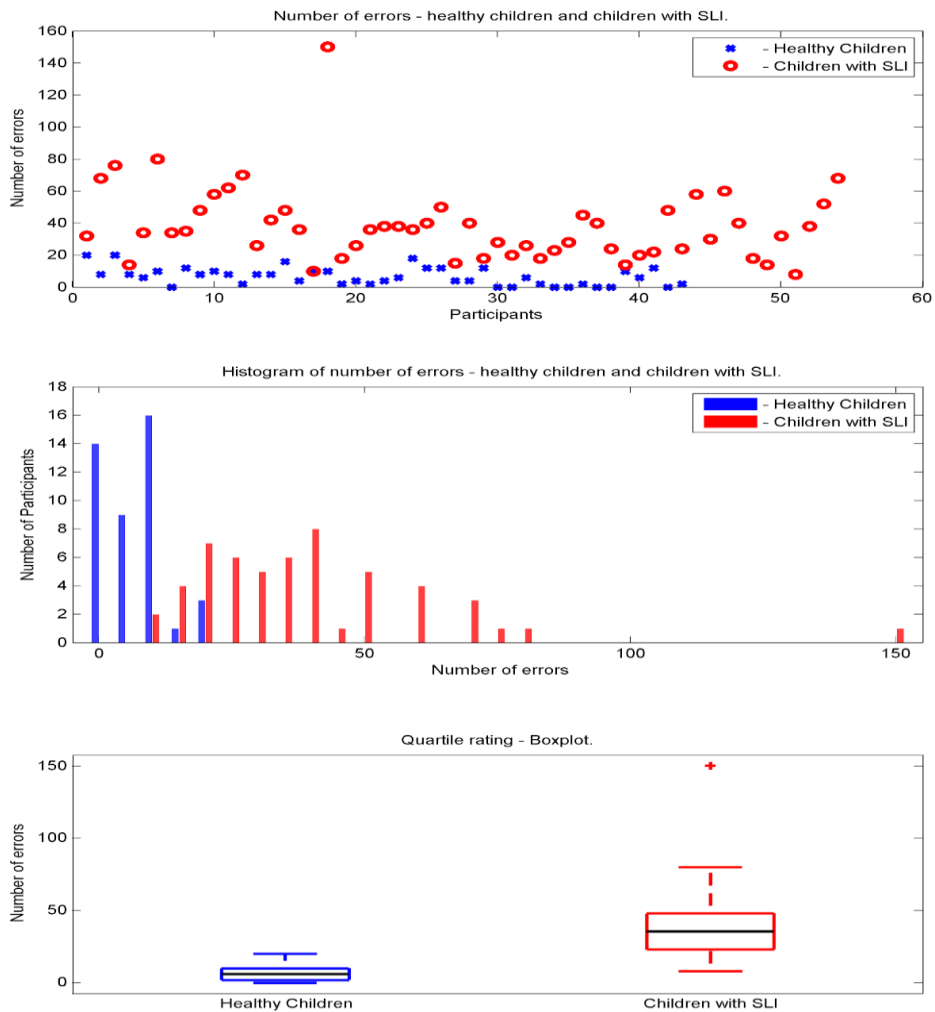 Number of errors - healthy children and children with SLI.
160
140
120
100
80
60
40
20
0
Number of errors
- Healthy Children
- Children with SLI
0 10 20 30 40 50 60
Participants
Histogram of number of errors - healthy children and children with SLI.
18
16
14
12
10
8
6
4
2
0
Number of Participants
- Healthy Children
- Children with SLI
0 50 100 150
Number of errors
Quartile rating - Boxplot.
150
100
50
0
Number of errors
Healthy Children Children with SLI